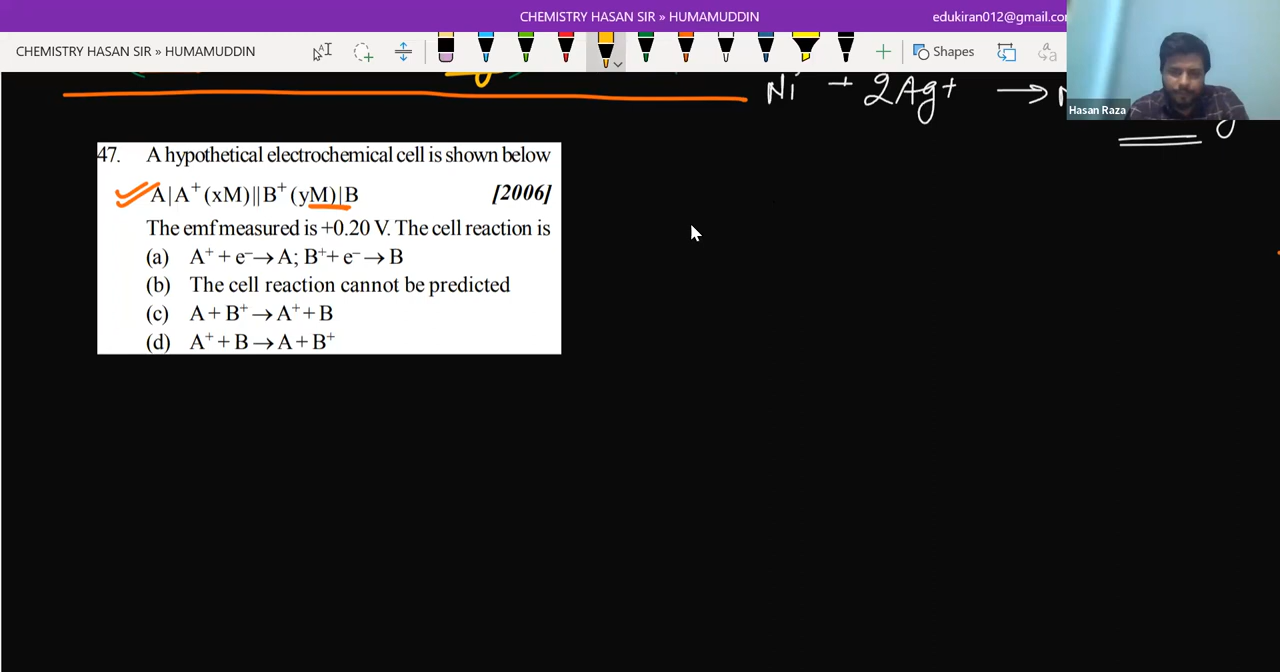 CHEMISTRY HASAN SIR » HUMAMUDDIN
edukiran012@gmail.co
CHEMISTRY HASAN SIR » HUMAMUDDIN
Shapes
Hasan Raza
Ni + 2Ag+ →
47. A hypothetical electrochemical cell is shown below
A|A⁺(xM)||B⁺(yM)|B [2006]
The emf measured is +0.20 V. The cell reaction is
(a) A⁺ + e⁻ → A; B⁺ + e⁻ → B
(b) The cell reaction cannot be predicted
(c) A + B⁺ → A⁺ + B
(d) A⁺ + B → A + B⁺